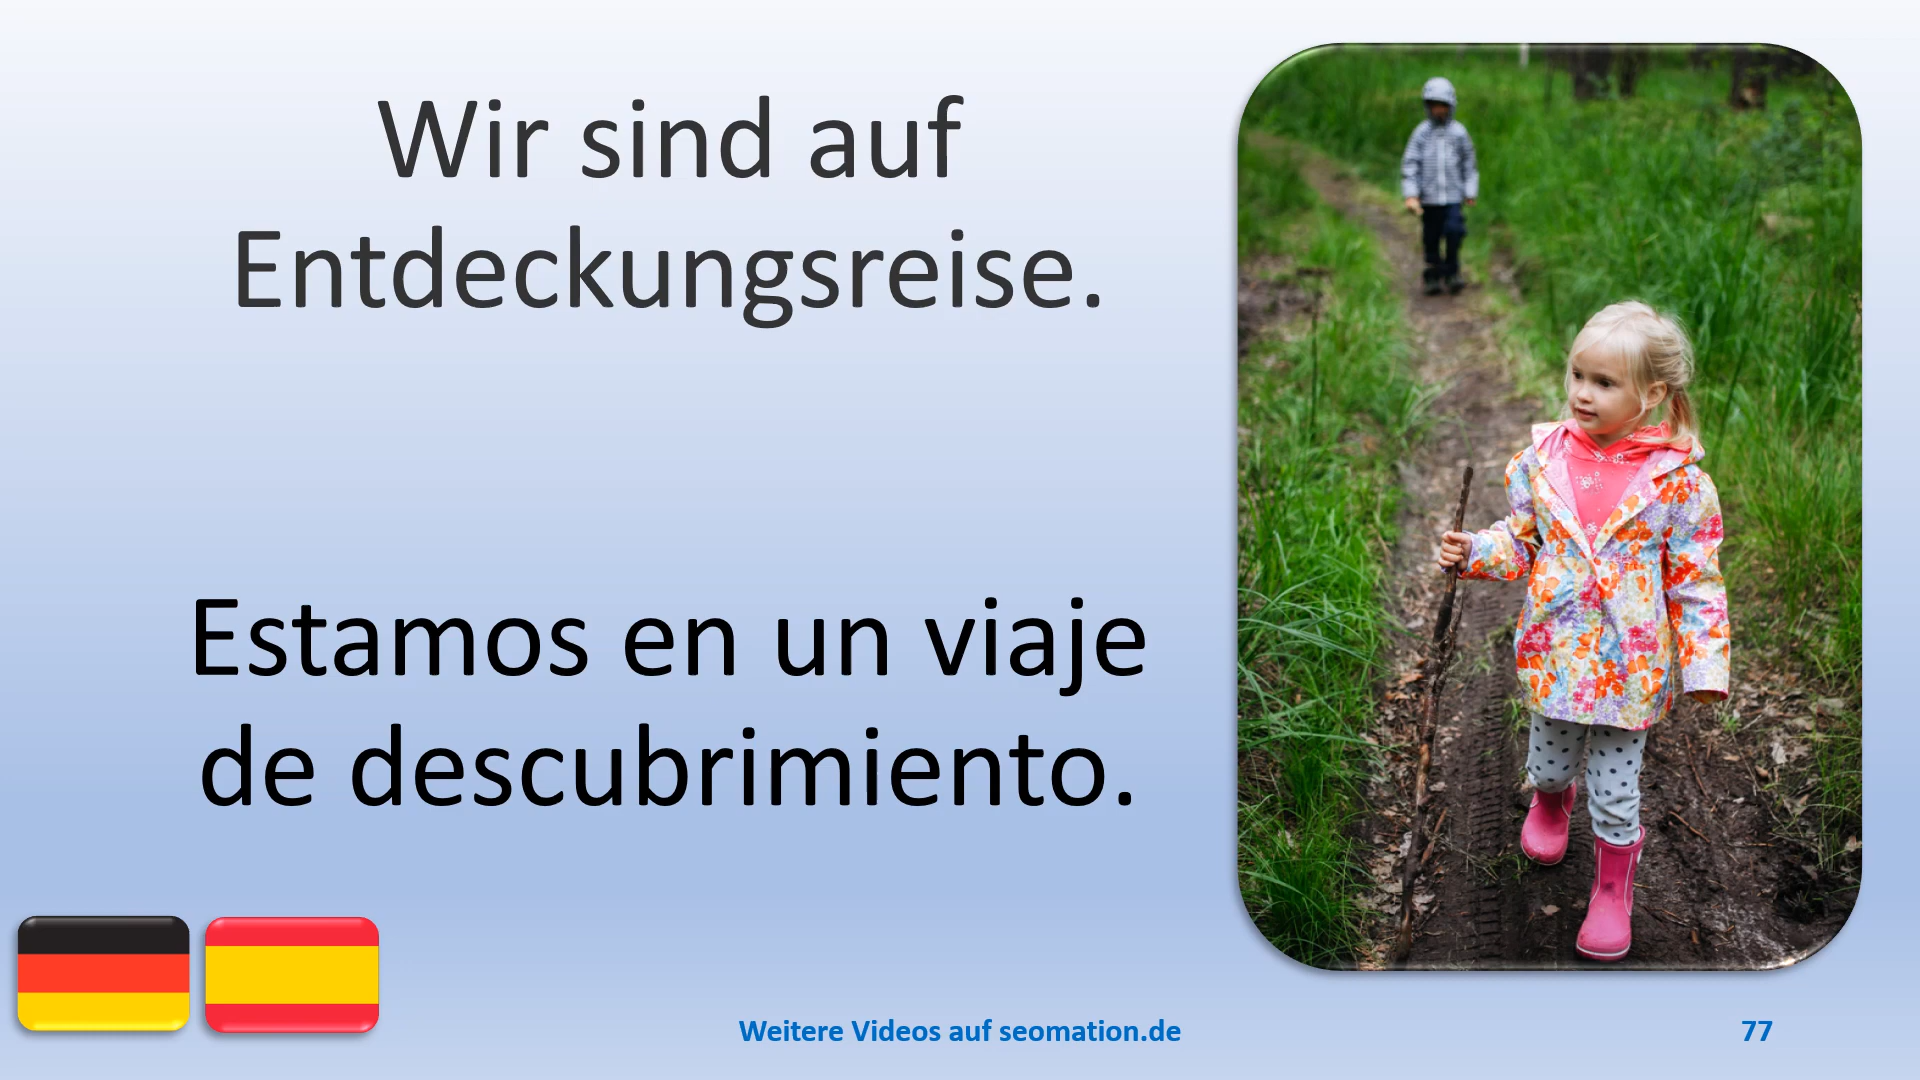 Wir sind auf
Entdeckungsreise.
Estamos en un viaje
de descubrimiento.
Weitere Videos auf seomation.de
77